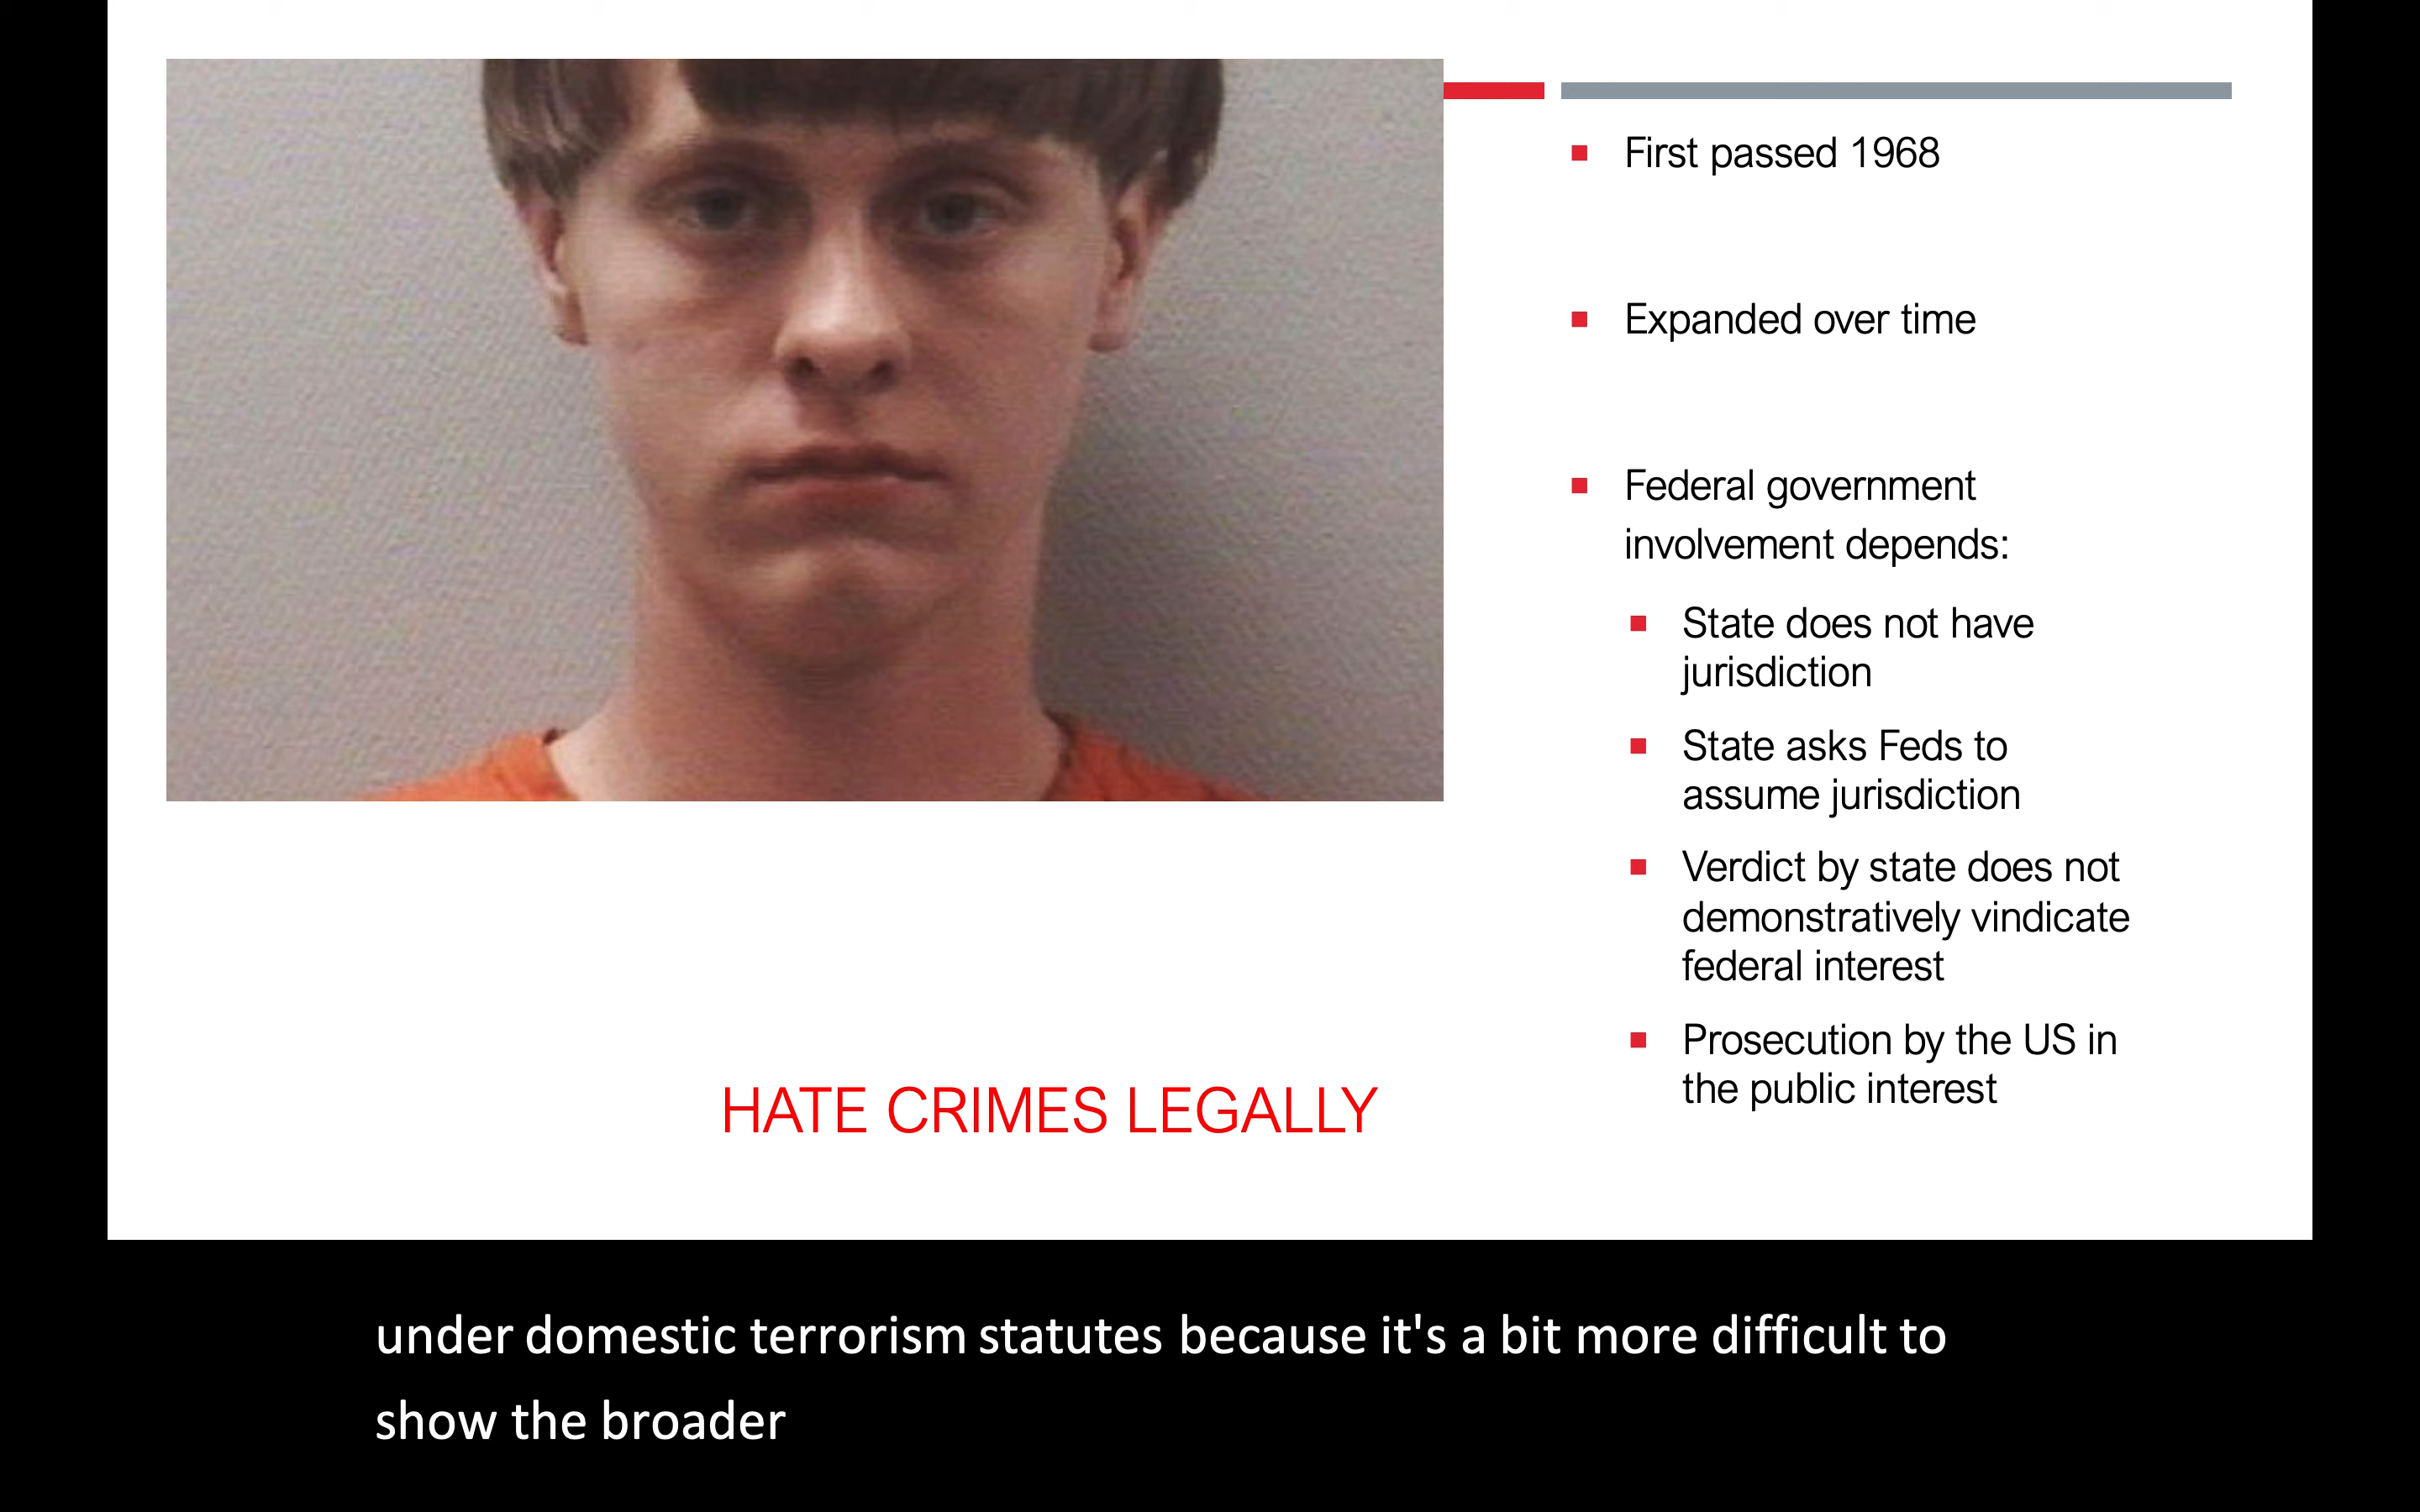 First passed 1968
Expanded over time
Federal government
involvement depends:
State does not have
jurisdiction
State asks Feds to
assume jurisdiction
Verdict by state does not
demonstratively vindicate
federal interest
Prosecution by the US in
the public interest
HATE CRIMES LEGALLY
under domestic terrorism statutes because it's a bit more difficult to
show the broader